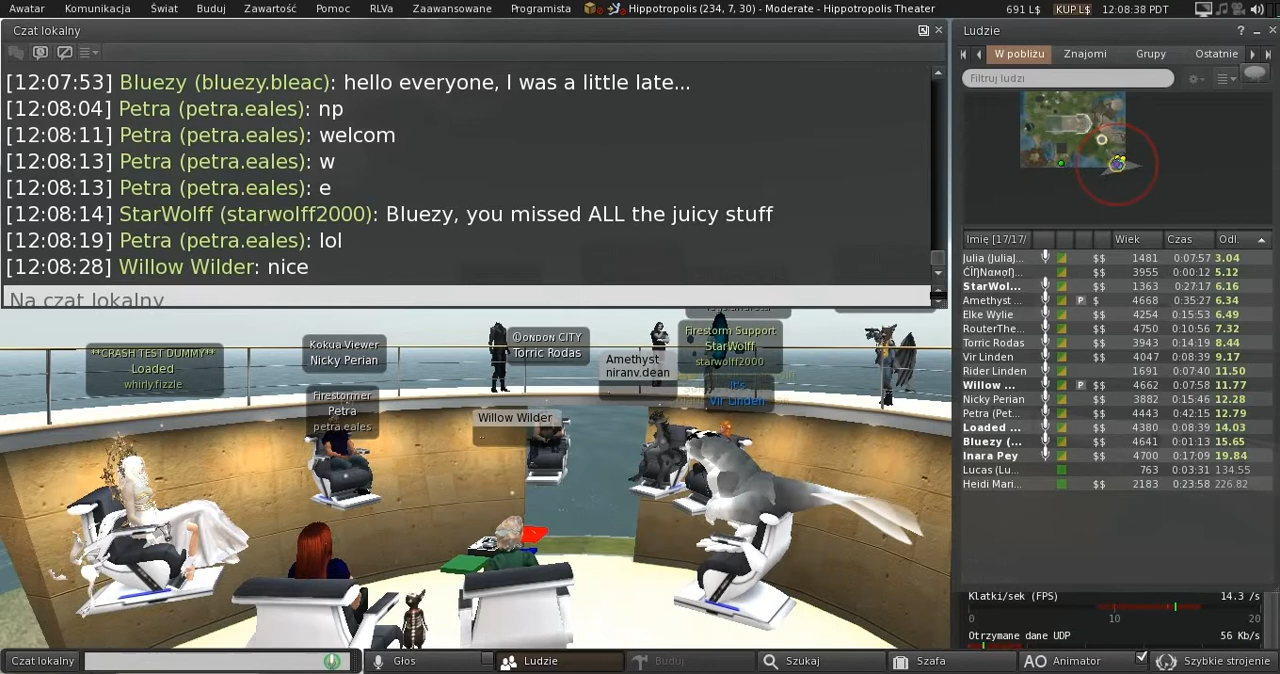 Awatar Komunikacja Świat Buduj Zawartość Pomoc RLVa Zaawansowane Programista Hippotropolis (234, 7, 30) - Moderate - Hippotropolis Theater 691 L$ KUP L$ 12:08:38 PDT
Czat lokalny
[12:07:53] Bluezy (bluezy.bleac): hello everyone, I was a little late...
[12:08:04] Petra (petra.eales): np
[12:08:11] Petra (petra.eales): welcom
[12:08:13] Petra (petra.eales): w
[12:08:13] Petra (petra.eales): e
[12:08:14] StarWolff (starwolff2000): Bluezy, you missed ALL the juicy stuff
[12:08:19] Petra (petra.eales): lol
[12:08:28] Willow Wilder: nice
Na czat lokalny
Ludzie
W pobliżu Znajomi Grupy Ostatnie
Filtruj ludzi
Imię [17/17/ Wiek Czas Odl.
Julia (JuliaJ... $$ 1481 0:07:57 3.04
$$ 3955 0:00:12 5.12
StarWol... $$ 1363 0:27:17 6.16
Amethyst ... P $ 4668 0:35:27 6.34
Elke Wylie $$ 4254 0:15:53 6.49
RouterThe... $$ 4750 0:10:56 7.32
Torric Rodas $$ 3943 0:14:19 8.44
Vir Linden $$ 4047 0:08:39 9.17
Rider Linden 1691 0:07:40 11.50
Willow ... P $$ 4662 0:07:58 11.77
Nicky Perian $$ 3882 0:15:46 12.28
Petra (Pet... $$ 4443 0:42:15 12.79
Loaded ... $$ 4380 0:08:39 14.03
Bluezy (... $$ 4641 0:01:13 15.65
Inara Pey $$ 4700 0:17:09 19.84
Lucas (Lu... 763 0:03:31 134.55
Heidi Mari... $$ 2183 0:23:58 226.82
**CRASH TEST DUMMY**
Loaded
whirly.fizzle
Kokua Viewer
Nicky Perian
Firestormer
Petra
petra.eales
ⓁONDON CITY
Torric Rodas
Willow Wilder
..
Amethyst
nirany.dean
Firestorm Support
StarWolff
starwolff2000
It's
Vir Linden
Klatki/sek (FPS) 14.3 /s
0 10 20
Otrzymane dane UDP 56 Kb/s
Czat lokalny Głos Ludzie Buduj Szukaj Szafa AO Animator Szybkie strojenie